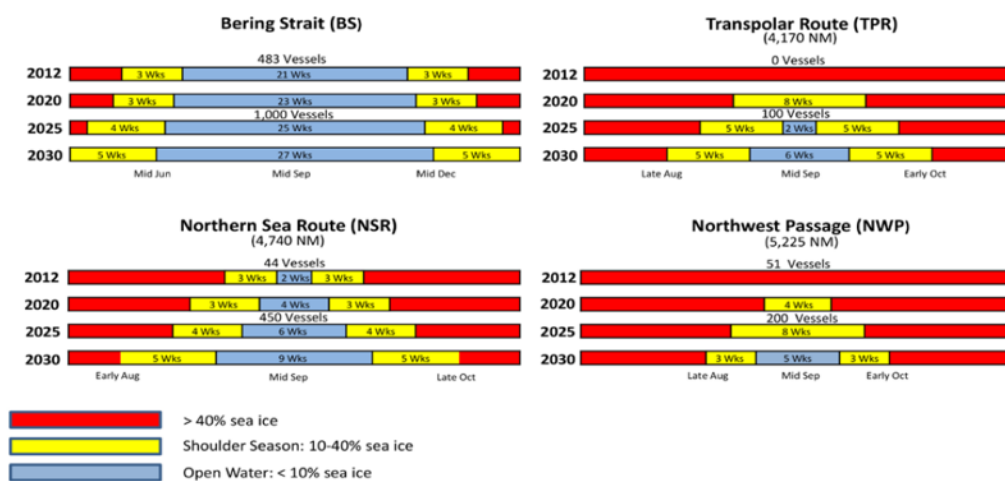 Bering Strait (BS)
483 Vessels
2012 3 Wks 21 Wks 3 Wks
2020 3 Wks 23 Wks 3 Wks
1,000 Vessels
2025 4 Wks 25 Wks 4 Wks
2030 5 Wks 27 Wks 5 Wks
Mid Jun Mid Sep Mid Dec
Transpolar Route (TPR)
(4,170 NM)
0 Vessels
2012
2020 8 Wks
100 Vessels
2025 5 Wks 2 Wks 5 Wks
2030 5 Wks 6 Wks 5 Wks
Late Aug Mid Sep Early Oct
Northern Sea Route (NSR)
(4,740 NM)
44 Vessels
2012 3 Wks 2 Wks 3 Wks
2020 3 Wks 4 Wks 3 Wks
450 Vessels
2025 4 Wks 6 Wks 4 Wks
2030 5 Wks 9 Wks 5 Wks
Early Aug Mid Sep Late Oct
Northwest Passage (NWP)
(5,225 NM)
51 Vessels
2012
2020 4 Wks
200 Vessels
2025 8 Wks
2030 3 Wks 5 Wks 3 Wks
Late Aug Mid Sep Early Oct
> 40% sea ice
Shoulder Season: 10-40% sea ice
Open Water: < 10% sea ice